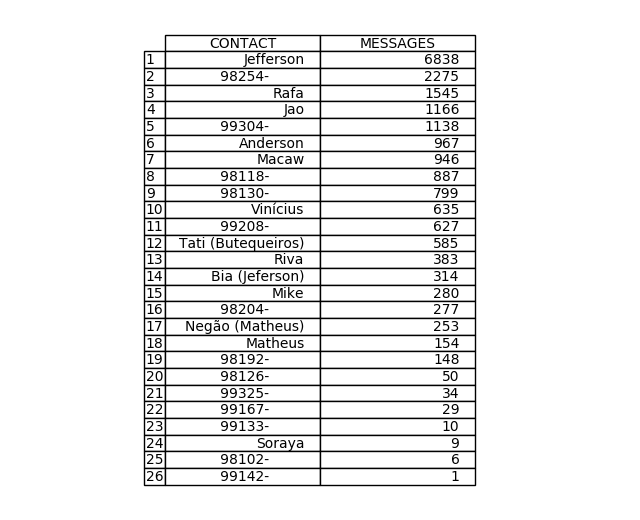 CONTACT MESSAGES
1 Jefferson 6838
2 98254- 2275
3 Rafa 1545
4 Jao 1166
5 99304- 1138
6 Anderson 967
7 Macaw 946
8 98118- 887
9 98130- 799
10 Vinícius 635
11 99208- 627
12 Tati (Butequeiros) 585
13 Riva 383
14 Bia (Jeferson) 314
15 Mike 280
16 98204- 277
17 Negão (Matheus) 253
18 Matheus 154
19 98192- 148
20 98126- 50
21 99325- 34
22 99167- 29
23 99133- 10
24 Soraya 9
25 98102- 6
26 99142- 1